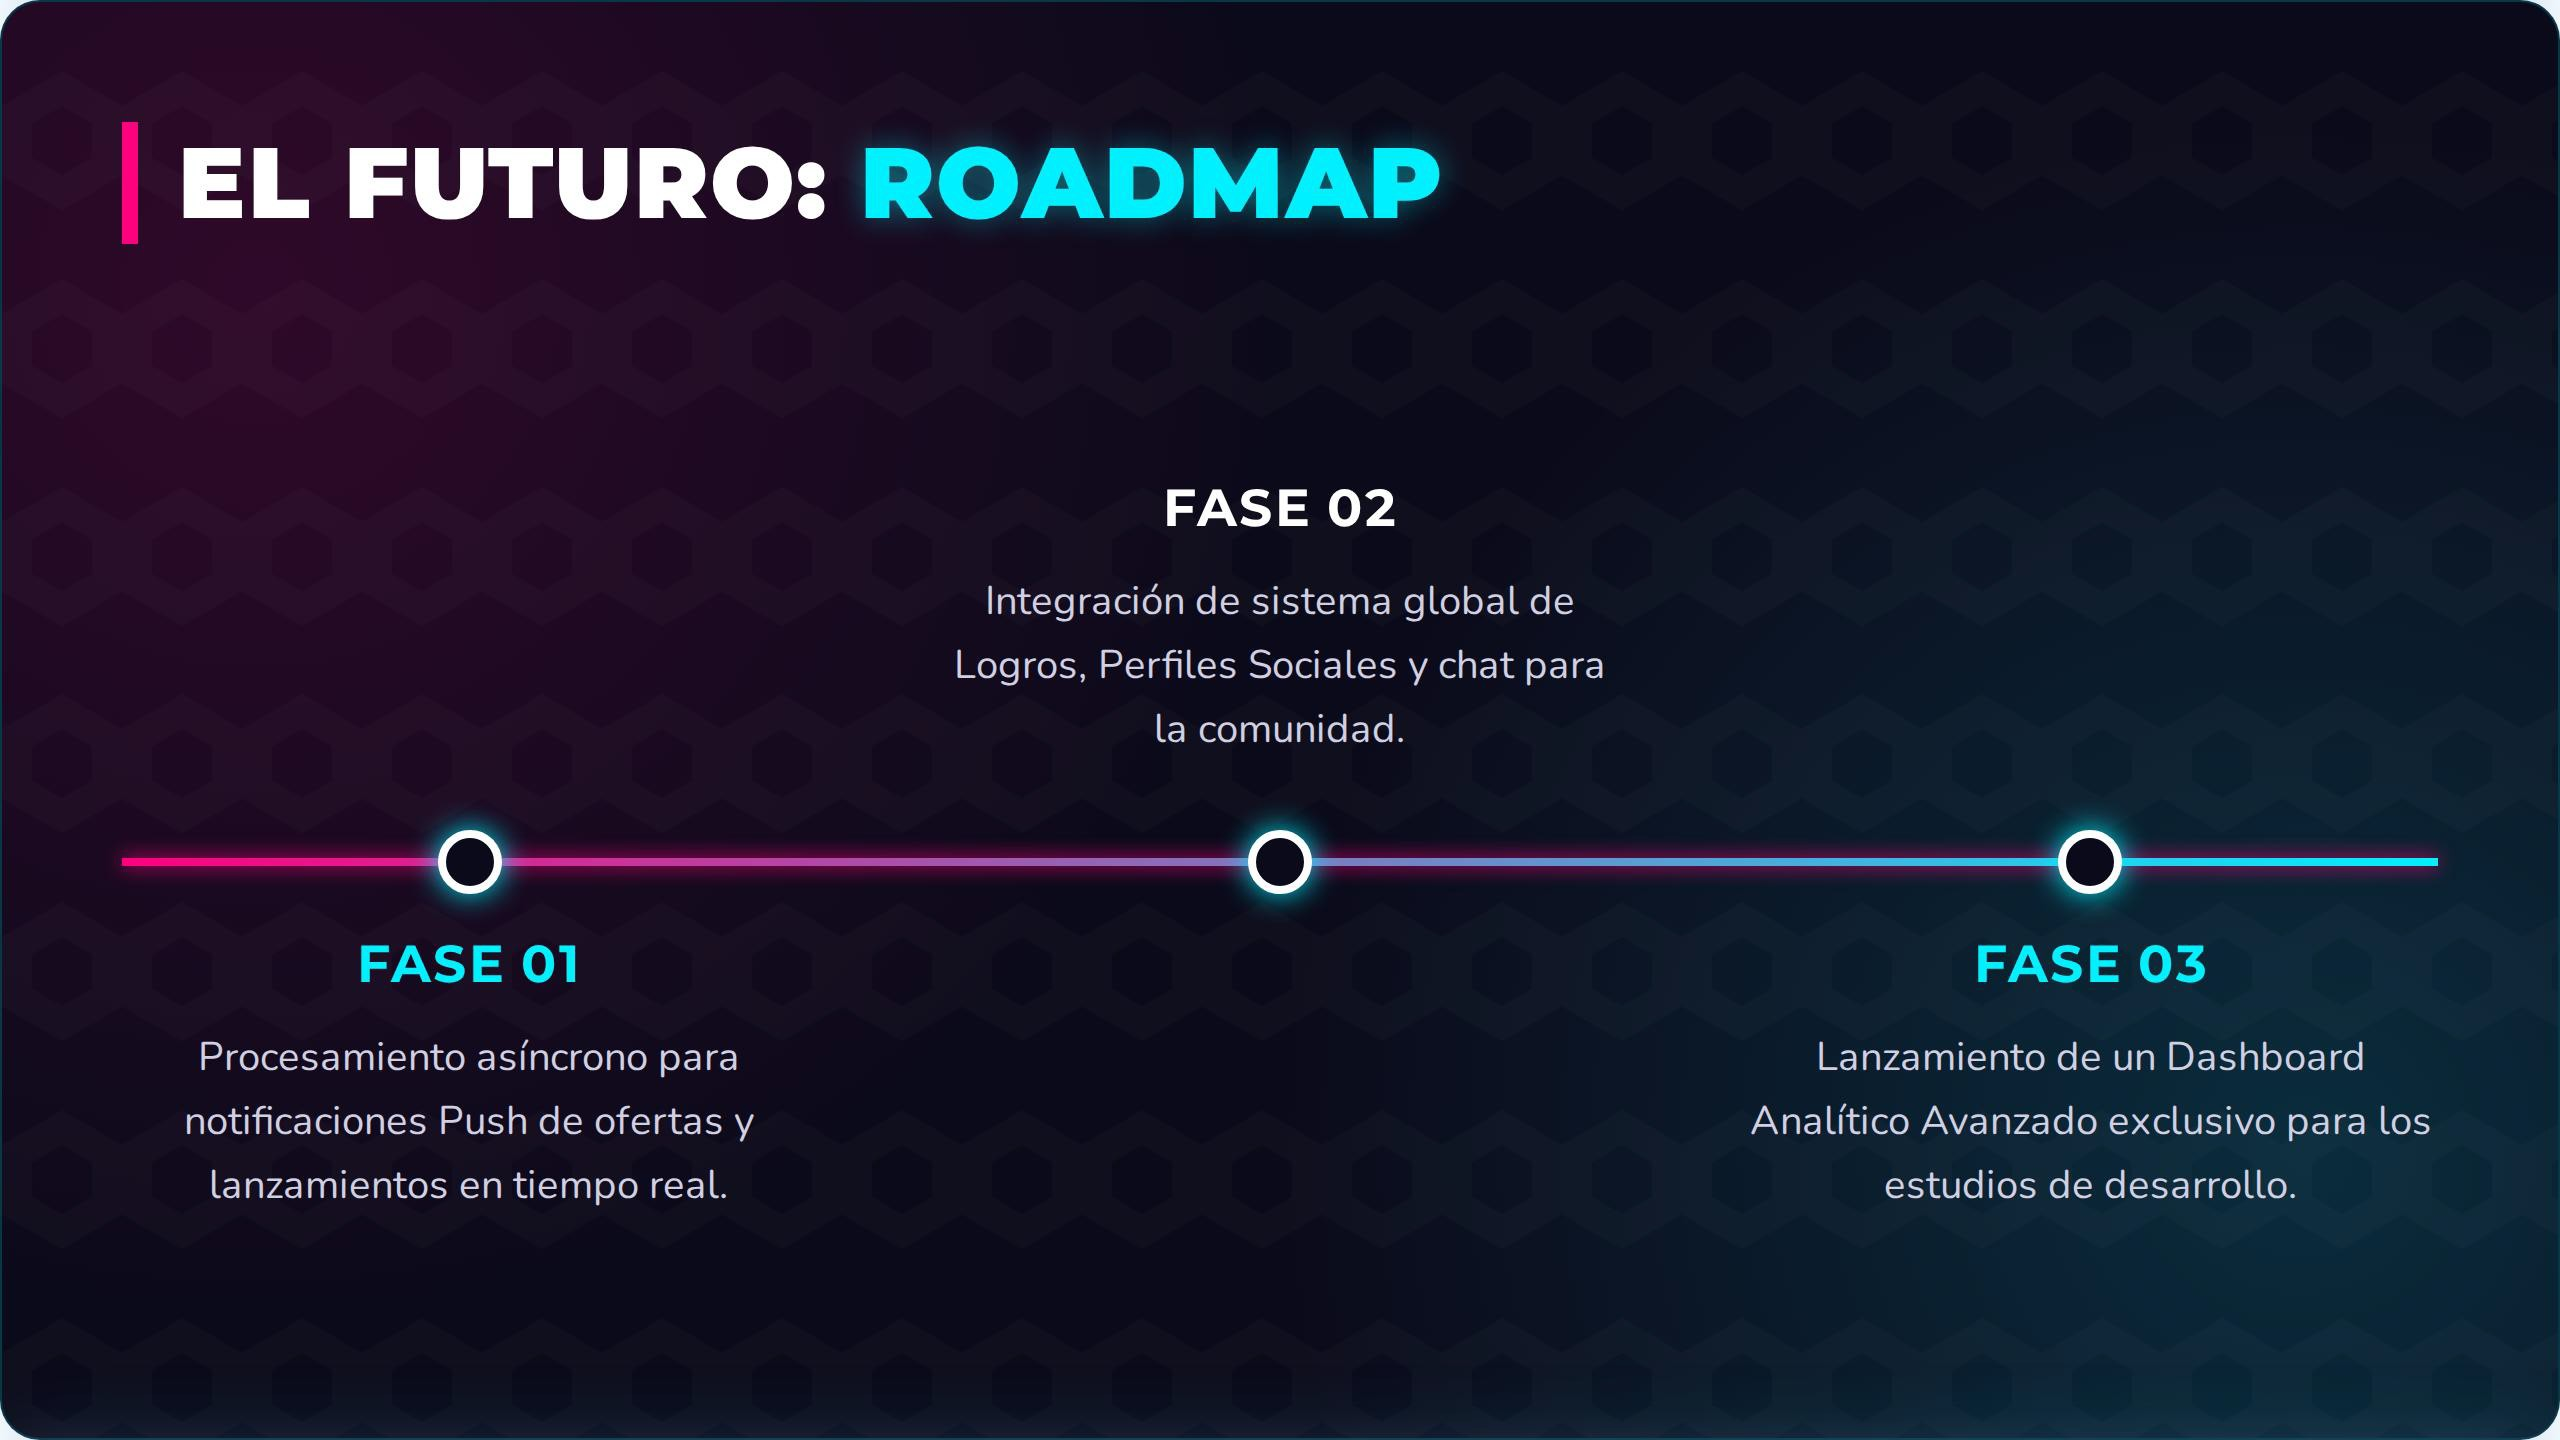 EL FUTURO: ROADMAP
FASE 01
Procesamiento asíncrono para
notificaciones Push de ofertas y
lanzamientos en tiempo real.
FASE 02
Integración de sistema global de
Logros, Perfiles Sociales y chat para
la comunidad.
FASE 03
Lanzamiento de un Dashboard
Analítico Avanzado exclusivo para los
estudios de desarrollo.